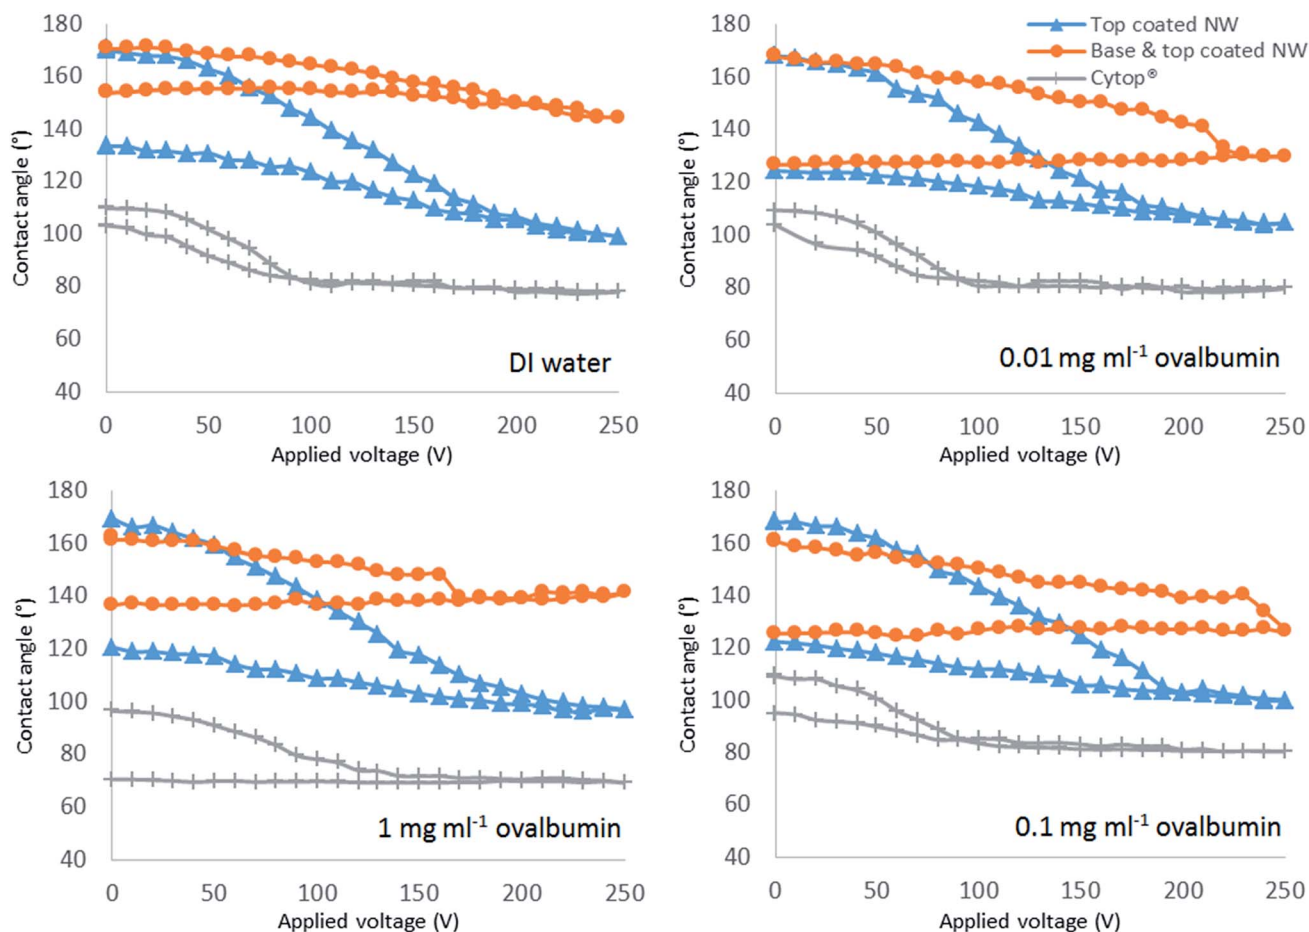 180
160
140
120
100
80
60
40
Contact angle (°)
0 50 100 150 200 250
Applied voltage (V)
DI water
180
160
140
120
100
80
60
40
Contact angle (°)
0 50 100 150 200 250
Applied voltage (V)
Top coated NW
Base & top coated NW
Cytop®
0.01 mg ml-1 ovalbumin
180
160
140
120
100
80
60
40
Contact angle (°)
0 50 100 150 200 250
Applied voltage (V)
1 mg ml-1 ovalbumin
180
160
140
120
100
80
60
40
Contact angle (°)
0 50 100 150 200 250
Applied voltage (V)
0.1 mg ml-1 ovalbumin